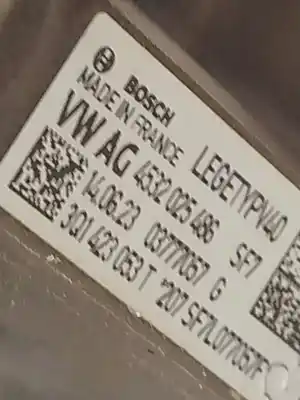 BOSCH
MADE IN FRANCE LEGETYPV40
VW AG 4532 025 486 SF7
14.06.23 03777057 G
3Q1 423 053 T *207 SF7L077057F